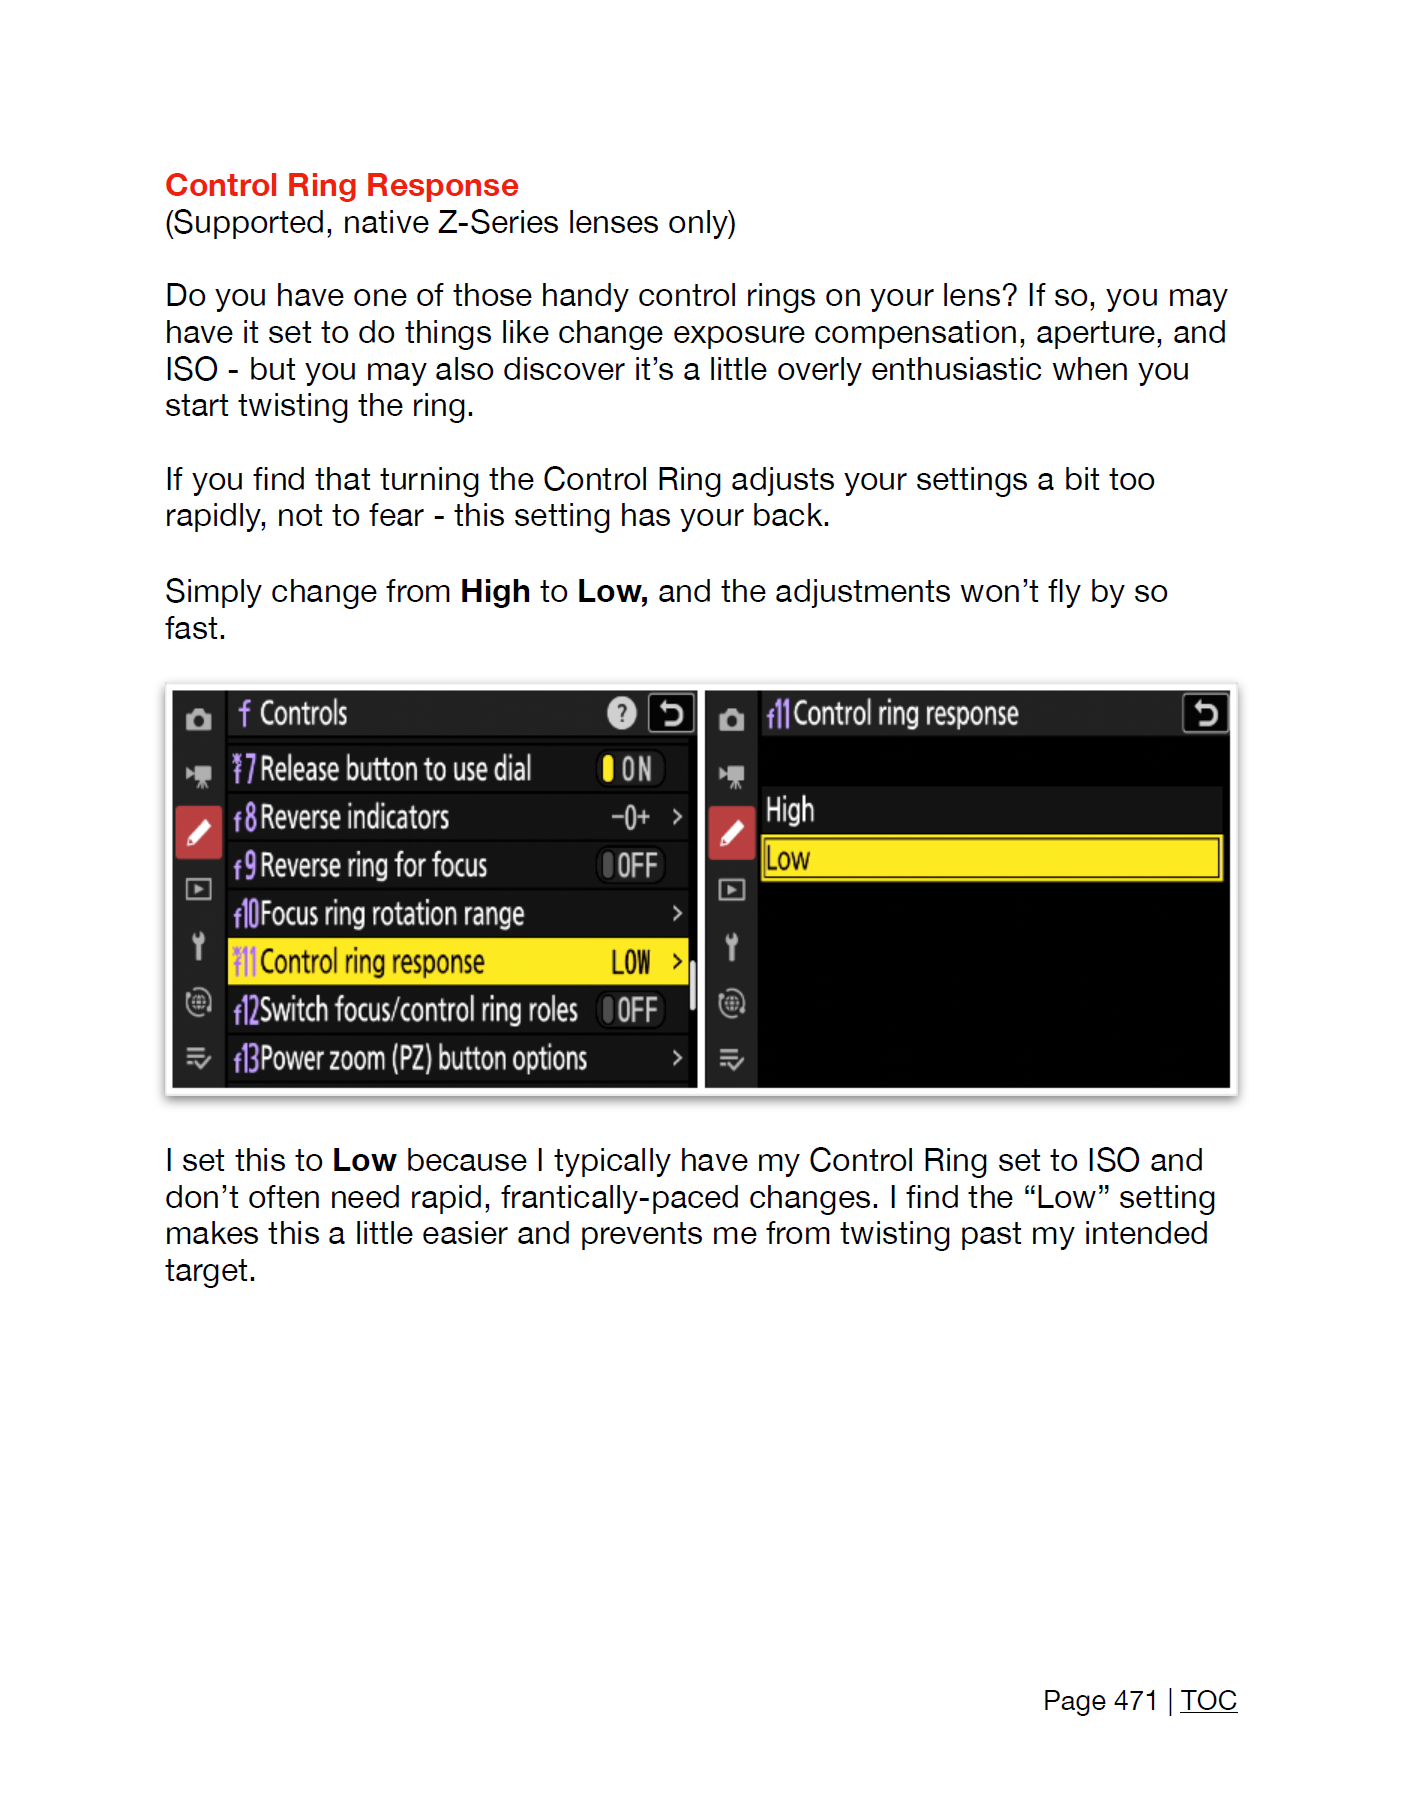 Control Ring Response
(Supported, native Z-Series lenses only)
Do you have one of those handy control rings on your lens? If so, you may
have it set to do things like change exposure compensation, aperture, and
ISO - but you may also discover it’s a little overly enthusiastic when you
start twisting the ring.
If you find that turning the Control Ring adjusts your settings a bit too
rapidly, not to fear - this setting has your back.
Simply change from High to Low, and the adjustments won’t fly by so
fast.
f Controls ?
f7 Release button to use dial ON
f8 Reverse indicators −0+ >
f9 Reverse ring for focus OFF
f10 Focus ring rotation range >
f11 Control ring response LOW >
f12 Switch focus/control ring roles OFF
f13 Power zoom (PZ) button options >
f11 Control ring response
High
Low
I set this to Low because I typically have my Control Ring set to ISO and
don’t often need rapid, frantically-paced changes. I find the “Low” setting
makes this a little easier and prevents me from twisting past my intended
target.
Page 471 | TOC